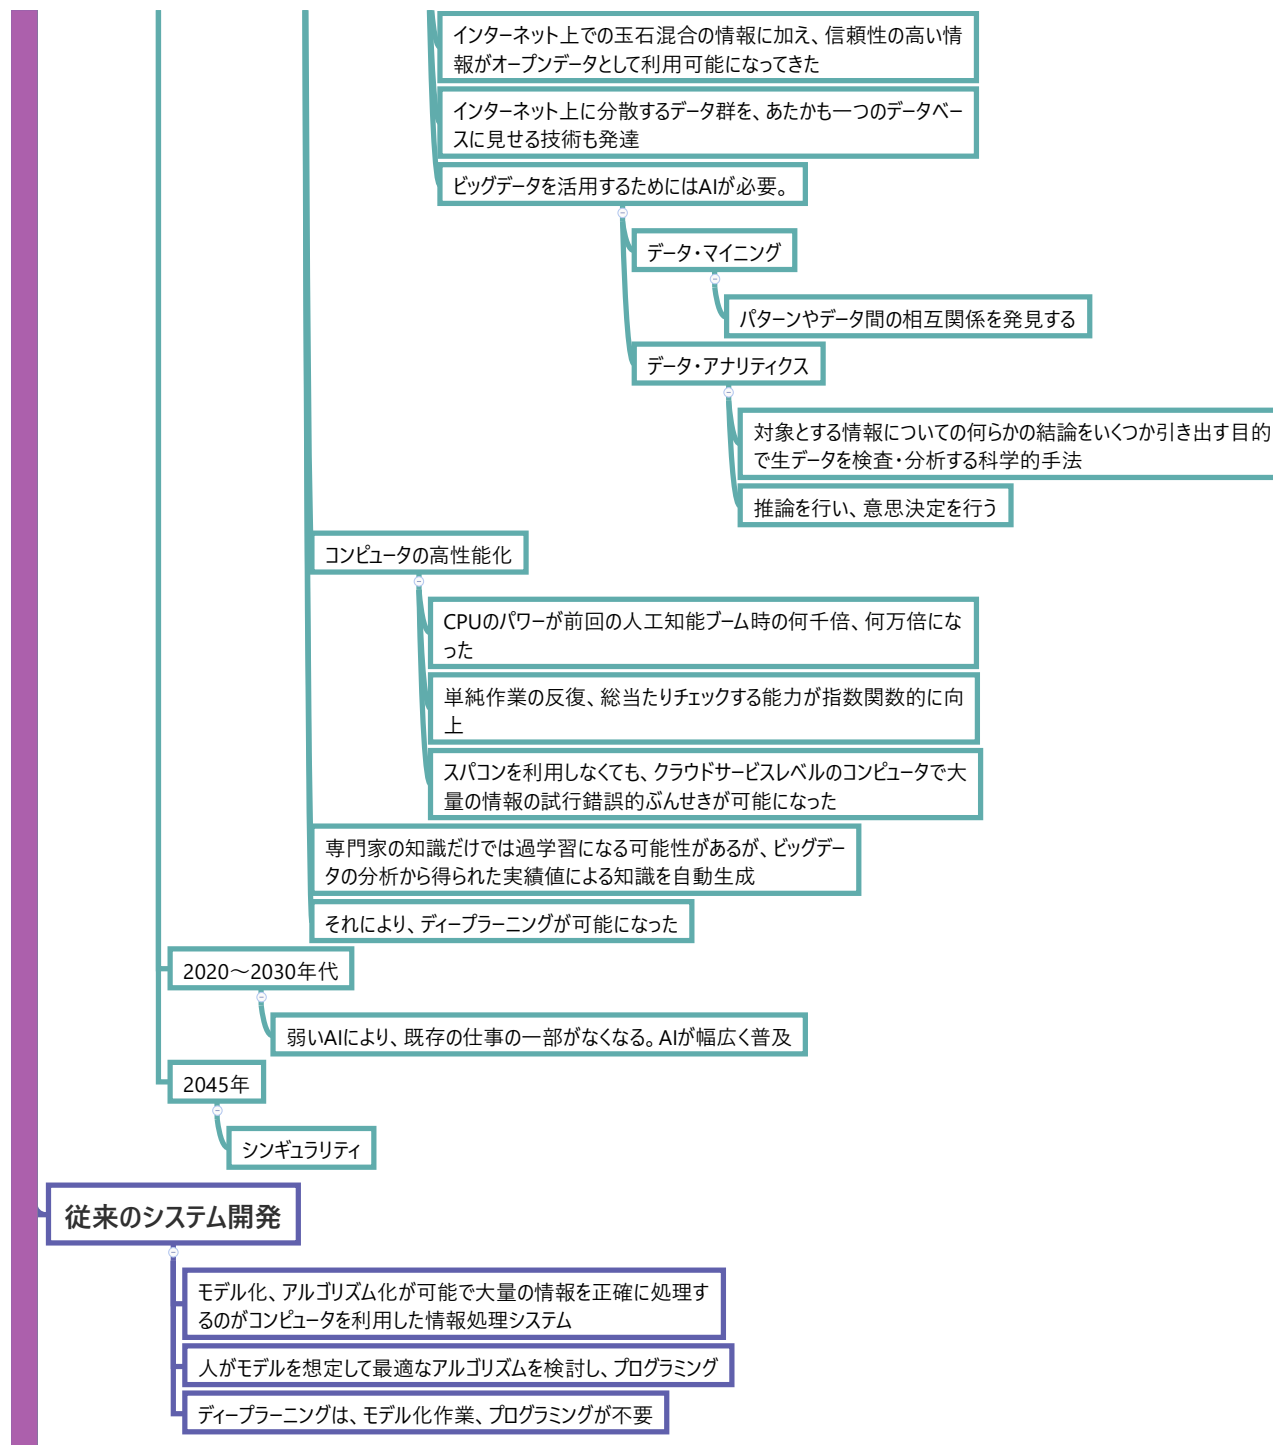 インターネット上での玉石混合の情報に加え、信頼性の高い情
報がオープンデータとして利用可能になってきた
インターネット上に分散するデータ群を、あたかも一つのデータベー
スに見せる技術も発達
ビッグデータを活用するためにはAIが必要。
データ・マイニング
パターンやデータ間の相互関係を発見する
データ・アナリティクス
対象とする情報についての何らかの結論をいくつか引き出す目的
で生データを検査・分析する科学的手法
推論を行い、意思決定を行う
コンピュータの高性能化
CPUのパワーが前回の人工知能ブーム時の何千倍、何万倍にな
った
単純作業の反復、総当たりチェックする能力が指数関数的に向
上
スパコンを利用しなくても、クラウドサービスレベルのコンピュータで大
量の情報の試行錯誤的ぶんせきが可能になった
専門家の知識だけでは過学習になる可能性があるが、ビッグデー
タの分析から得られた実績値による知識を自動生成
それにより、ディープラーニングが可能になった
2020～2030年代
弱いAIにより、既存の仕事の一部がなくなる。AIが幅広く普及
2045年
シンギュラリティ
従来のシステム開発
モデル化、アルゴリズム化が可能で大量の情報を正確に処理す
るのがコンピュータを利用した情報処理システム
人がモデルを想定して最適なアルゴリズムを検討し、プログラミング
ディープラーニングは、モデル化作業、プログラミングが不要